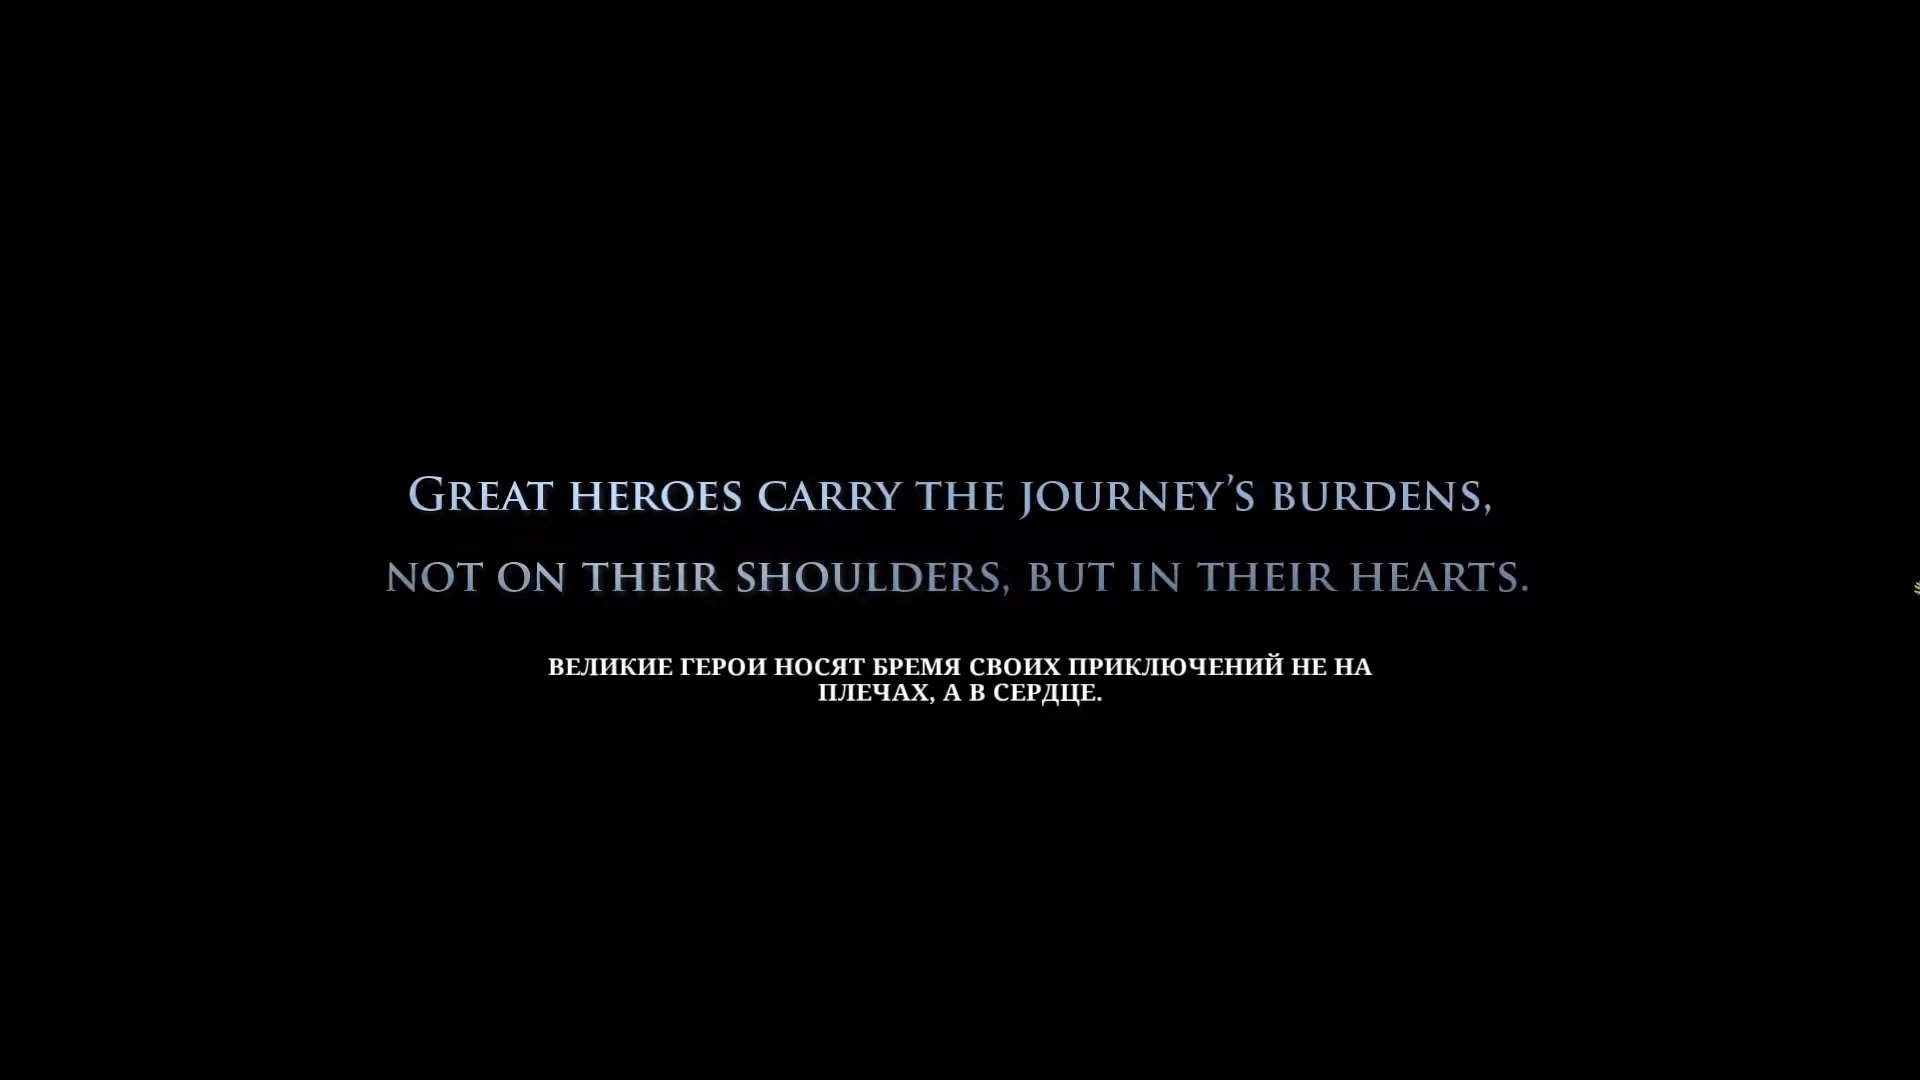 Great heroes carry the journey’s burdens,
not on their shoulders, but in their hearts.
ВЕЛИКИЕ ГЕРОИ НОСЯТ БРЕМЯ СВОИХ ПРИКЛЮЧЕНИЙ НЕ НА
ПЛЕЧАХ, А В СЕРДЦЕ.